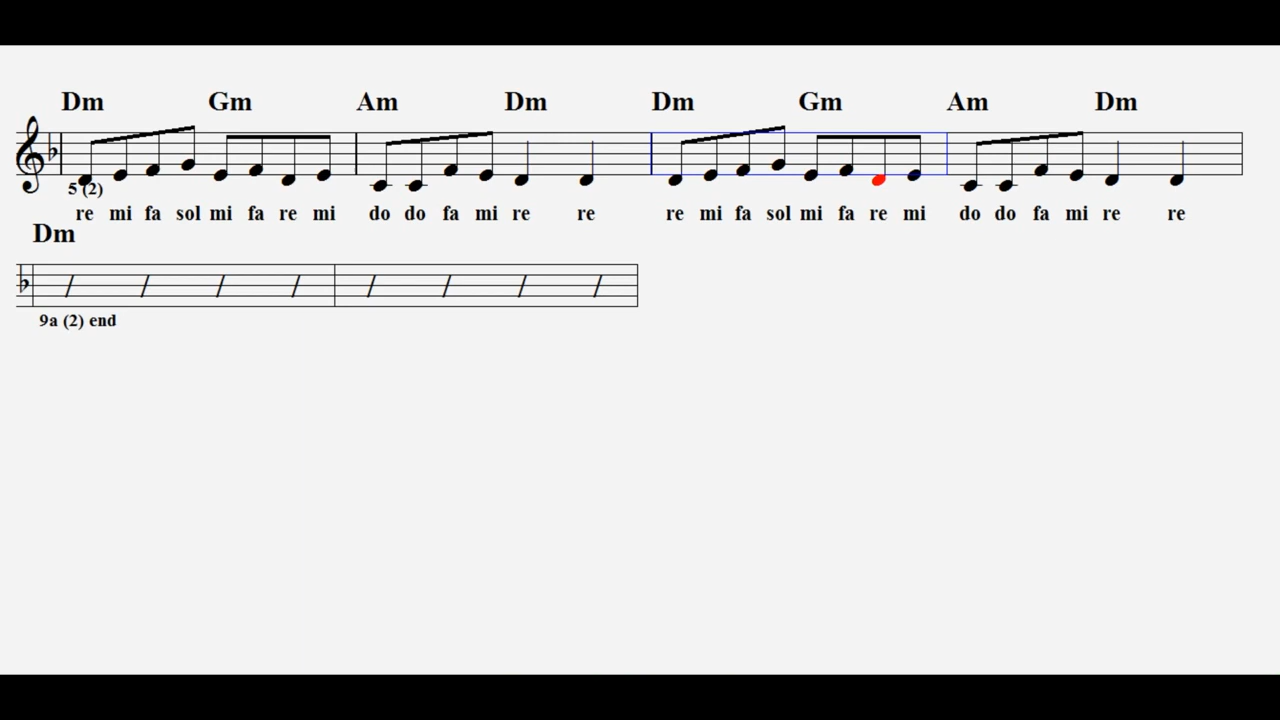 Dm Gm Am Dm Dm Gm Am Dm
5 (2)
re mi fa sol mi fa re mi do do fa mi re re re mi fa sol mi fa re mi do do fa mi re re
Dm
9a (2) end